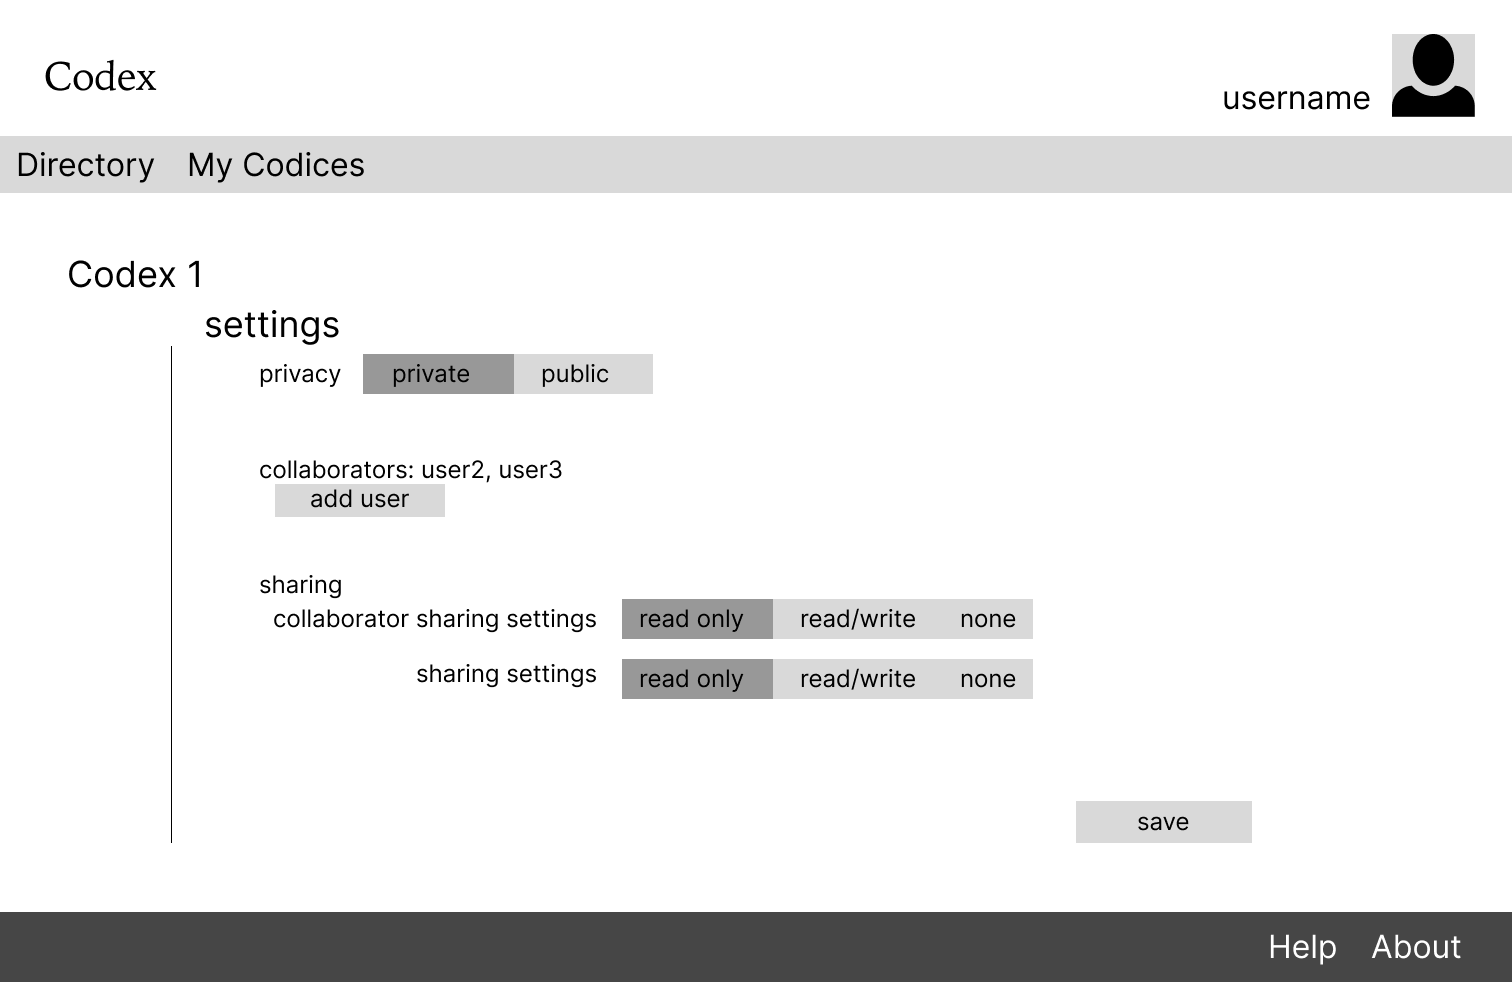 Codex
username
Directory My Codices
Codex 1
settings
privacy private public
collaborators: user2, user3
add user
sharing
collaborator sharing settings read only read/write none
sharing settings read only read/write none
save
Help About